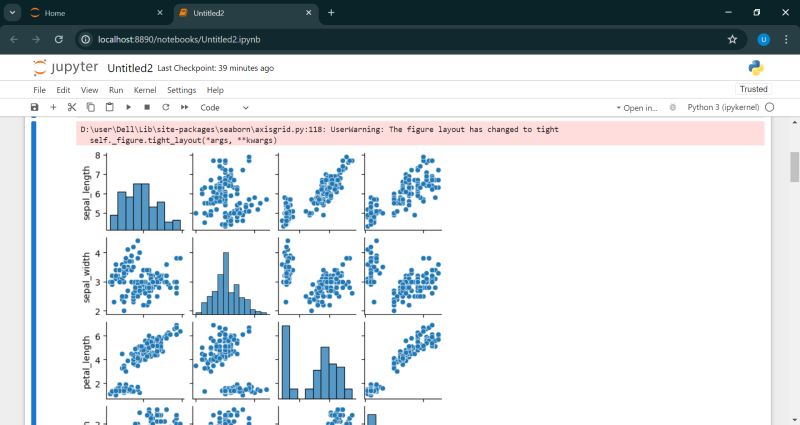 Home
Untitled2
localhost:8890/notebooks/Untitled2.ipynb
U
jupyter Untitled2 Last Checkpoint: 39 minutes ago
File Edit View Run Kernel Settings Help
Trusted
Code
Open in...
Python 3 (ipykernel)
D:\user\Dell\Lib\site-packages\seaborn\axisgrid.py:118: UserWarning: The figure layout has changed to tight
self._figure.tight_layout(*args, **kwargs)
8
7
6
5
sepal_length
4
3
2
sepal_width
6
4
2
petal_length